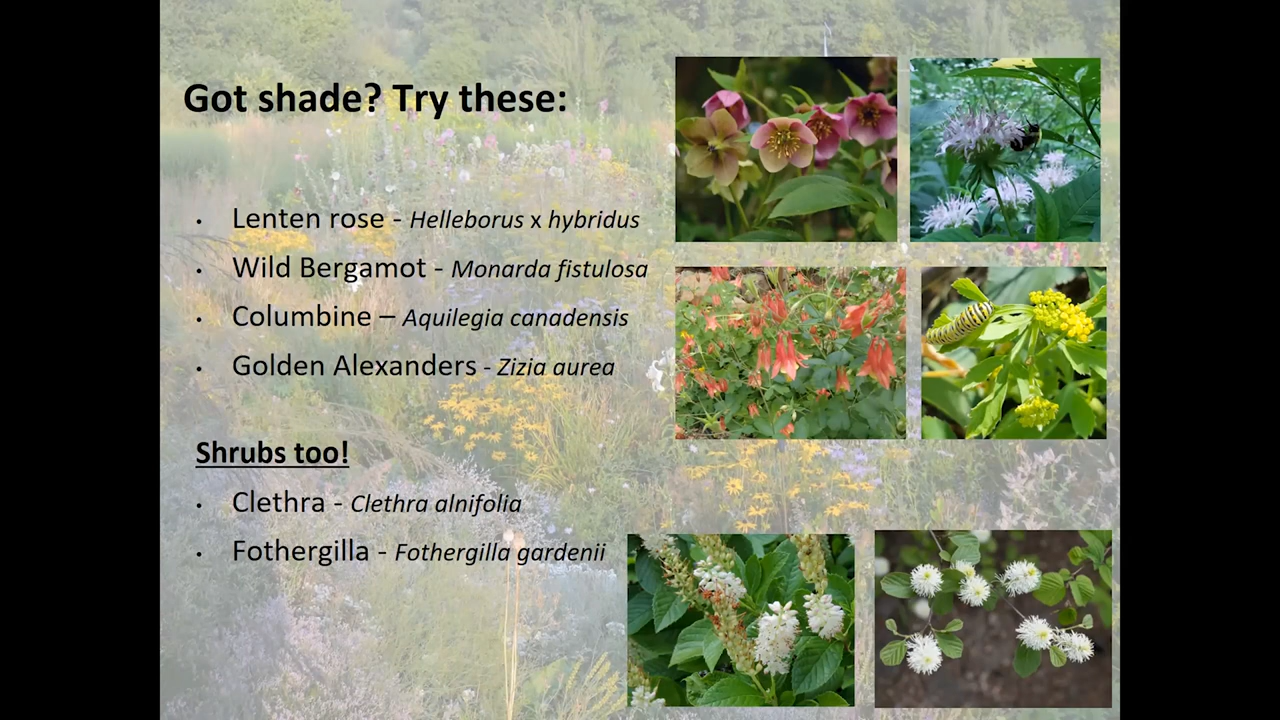 Got shade? Try these:
• Lenten rose - Helleborus x hybridus
• Wild Bergamot - Monarda fistulosa
• Columbine – Aquilegia canadensis
• Golden Alexanders - Zizia aurea
Shrubs too!
• Clethra - Clethra alnifolia
• Fothergilla - Fothergilla gardenii